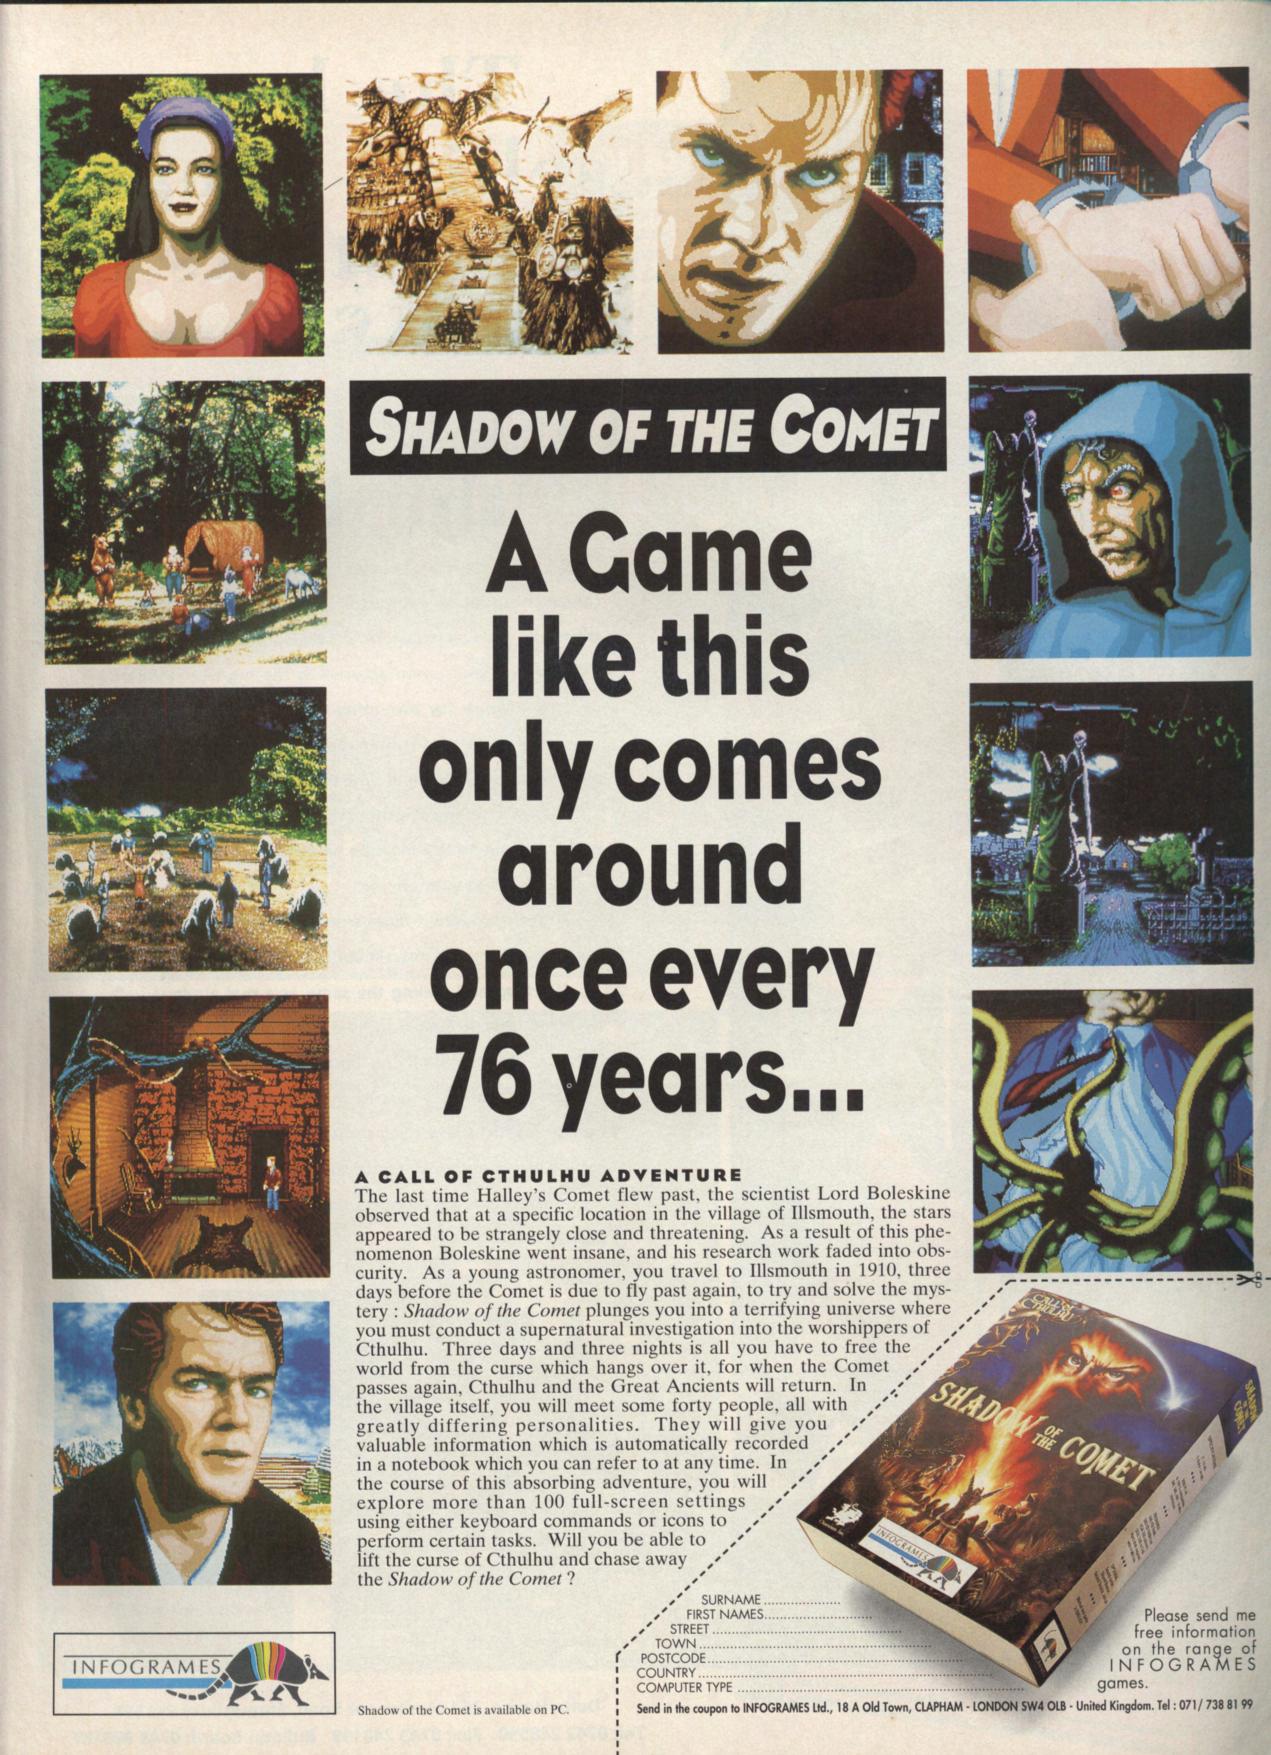 SHADOW OF THE COMET
A Game
like this
only comes
around
once every
76 years...
A CALL OF CTHULHU ADVENTURE
The last time Halley's Comet flew past, the scientist Lord Boleskine
observed that at a specific location in the village of Illsmouth, the stars
appeared to be strangely close and threatening. As a result of this phe-
nomenon Boleskine went insane, and his research work faded into obs-
curity. As a young astronomer, you travel to Illsmouth in 1910, three
days before the Comet is due to fly past again, to try and solve the mys-
tery : Shadow of the Comet plunges you into a terrifying universe where
you must conduct a supernatural investigation into the worshippers of
Cthulhu. Three days and three nights is all you have to free the
world from the curse which hangs over it, for when the Comet
passes again, Cthulhu and the Great Ancients will return. In
the village itself, you will meet some forty people, all with
greatly differing personalities. They will give you
valuable information which is automatically recorded
in a notebook which you can refer to at any time. In
the course of this absorbing adventure, you will
explore more than 100 full-screen settings
using either keyboard commands or icons to
perform certain tasks. Will you be able to
lift the curse of Cthulhu and chase away
the Shadow of the Comet ?
CALL OF
CTHULHU
SHADOW
OF
THE COMET
INFOGRAMES
SHADOW
OF THE
COMET
SURNAME....................
FIRST NAMES............................
STREET..................................................
TOWN.............................................................
POSTCODE..................................................................
COUNTRY...........................................................................
COMPUTER TYPE........................................................................
Please send me
free information
on the range of
INFOGRAMES
games.
INFOGRAMES
Shadow of the Comet is available on PC.
Send in the coupon to INFOGRAMES Ltd., 18 A Old Town, CLAPHAM - LONDON SW4 OLB - United Kingdom. Tel : 071/ 738 81 99